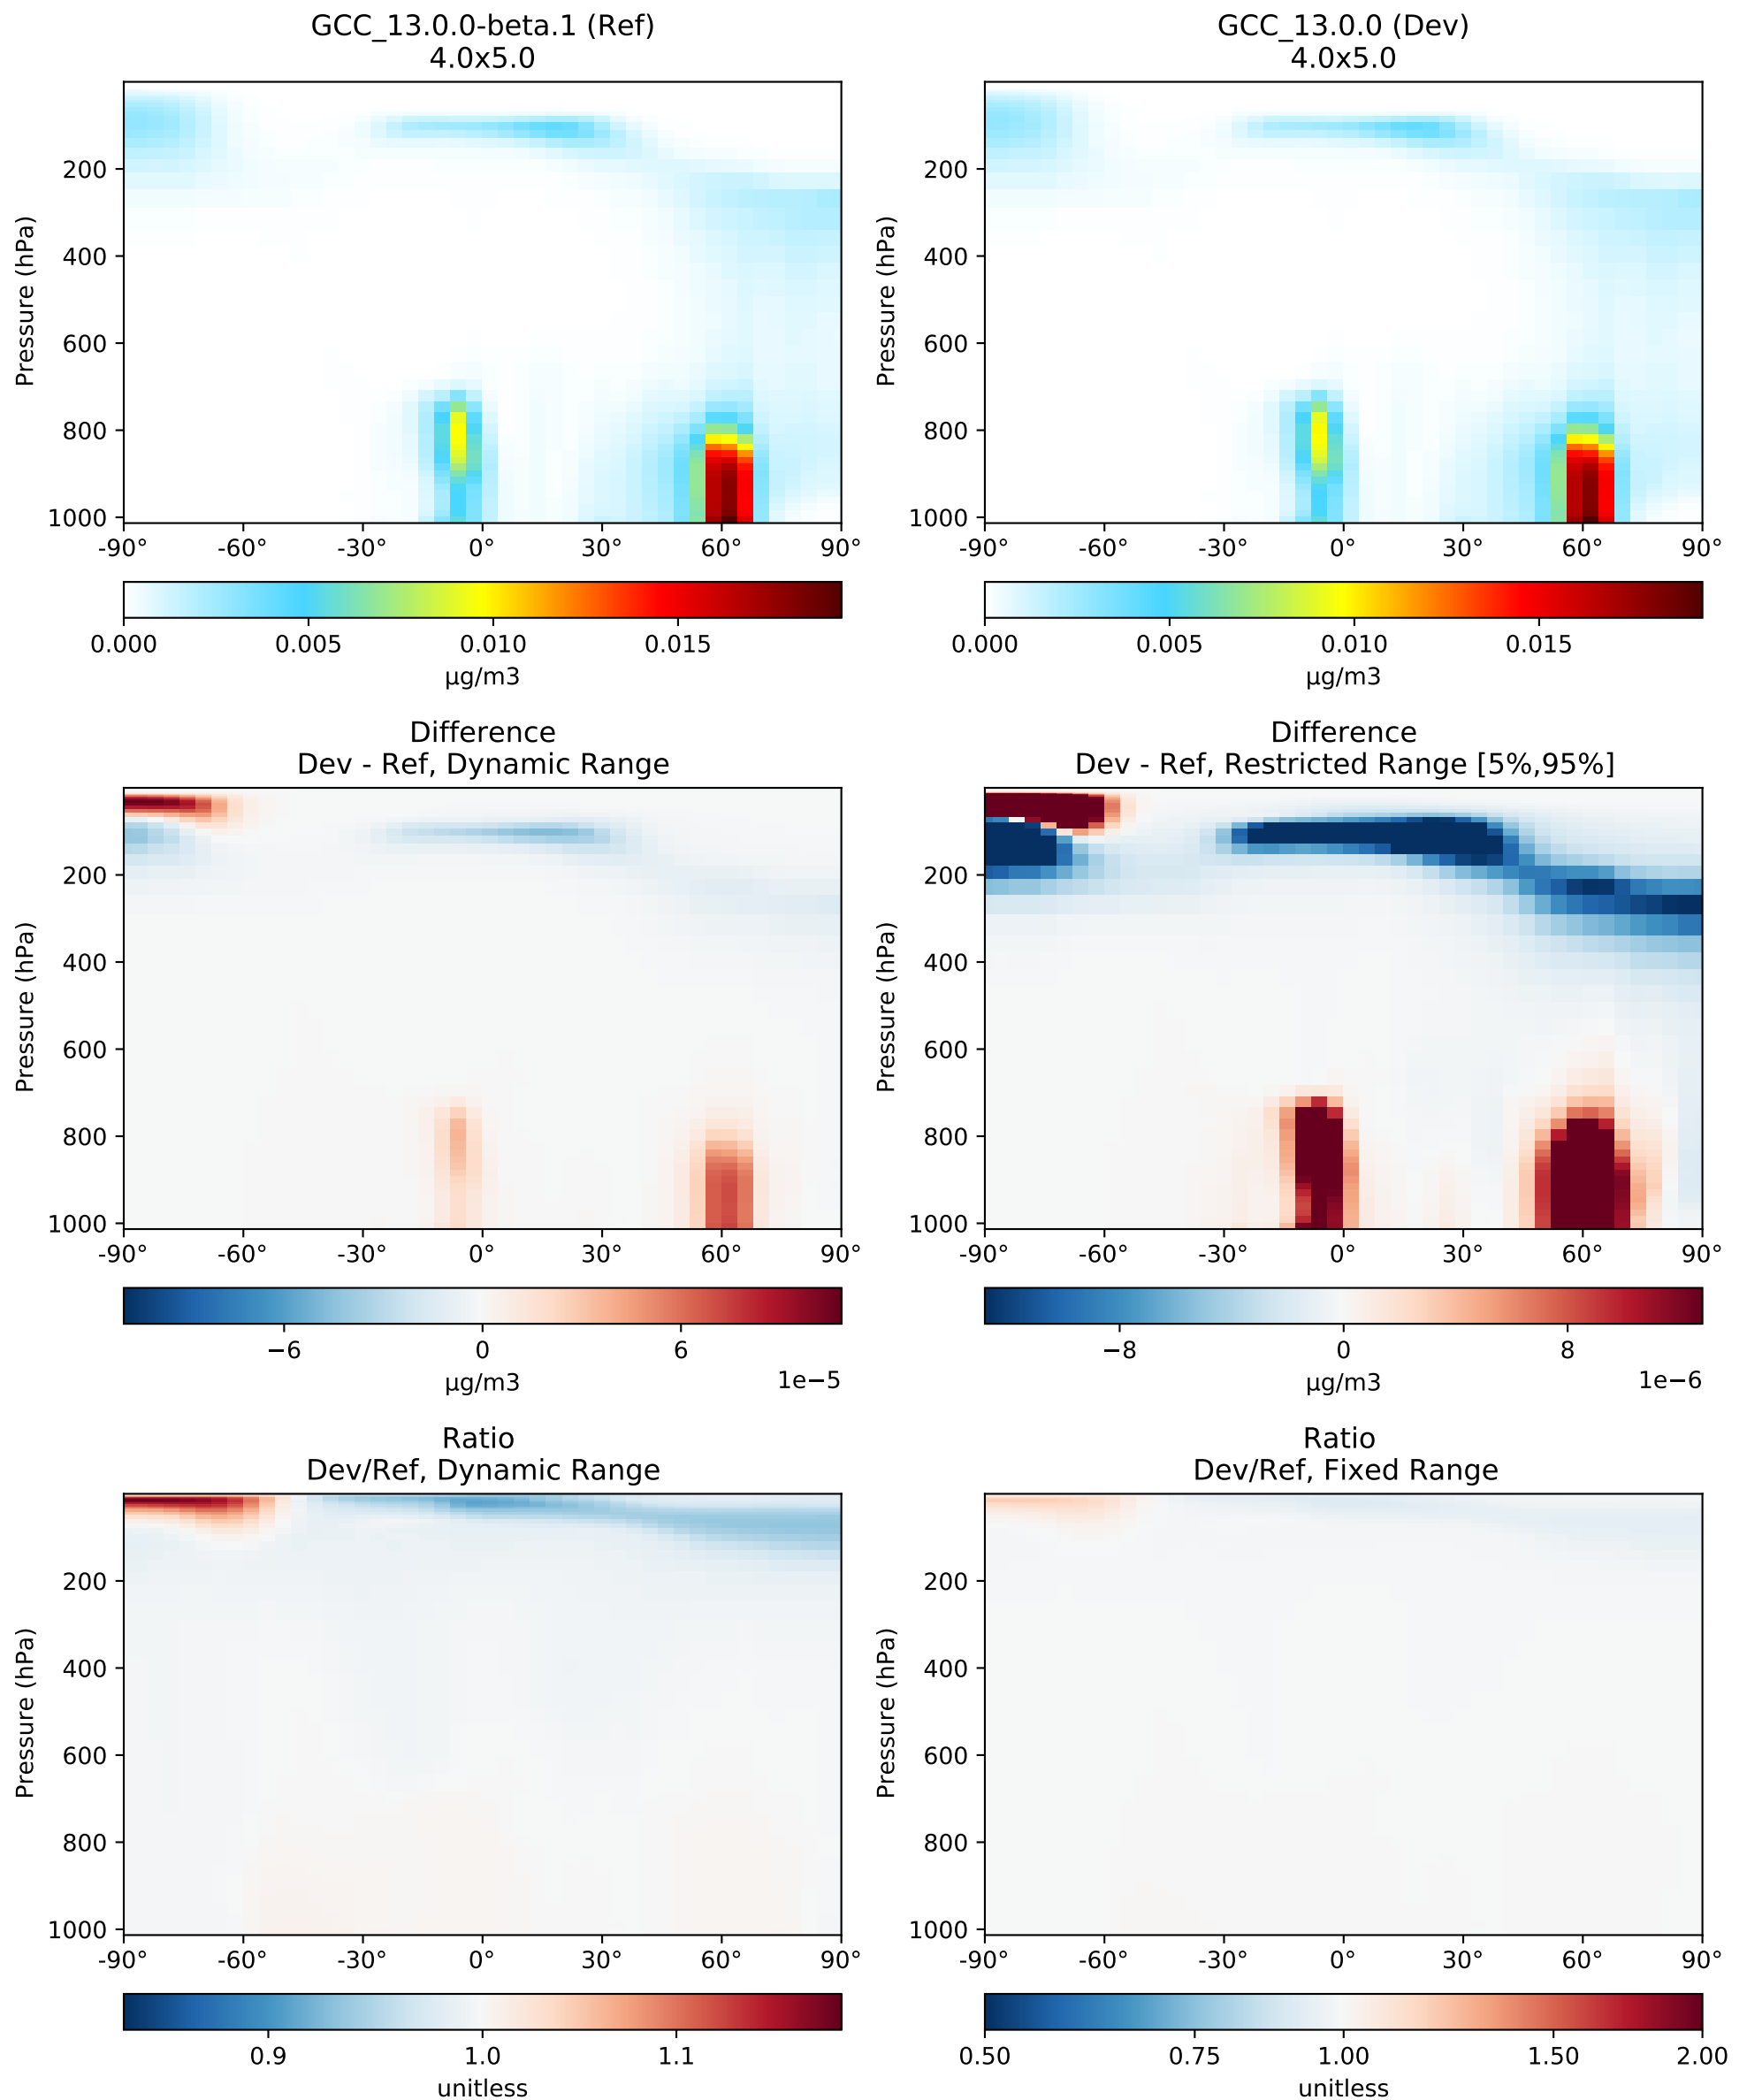 GCC_13.0.0-beta.1 (Ref)
4.0x5.0
GCC_13.0.0 (Dev)
4.0x5.0
Pressure (hPa)
200
400
600
800
1000
-90° -60° -30° 0° 30° 60° 90°
Pressure (hPa)
200
400
600
800
1000
-90° -60° -30° 0° 30° 60° 90°
0.000 0.005 0.010 0.015
µg/m3
0.000 0.005 0.010 0.015
µg/m3
Difference
Dev - Ref, Dynamic Range
Difference
Dev - Ref, Restricted Range [5%,95%]
Pressure (hPa)
200
400
600
800
1000
-90° -60° -30° 0° 30° 60° 90°
Pressure (hPa)
200
400
600
800
1000
-90° -60° -30° 0° 30° 60° 90°
−6 0 6
µg/m3 1e−5
−8 0 8
µg/m3 1e−6
Ratio
Dev/Ref, Dynamic Range
Ratio
Dev/Ref, Fixed Range
Pressure (hPa)
200
400
600
800
1000
-90° -60° -30° 0° 30° 60° 90°
Pressure (hPa)
200
400
600
800
1000
-90° -60° -30° 0° 30° 60° 90°
0.9 1.0 1.1
unitless
0.50 0.75 1.00 1.50 2.00
unitless